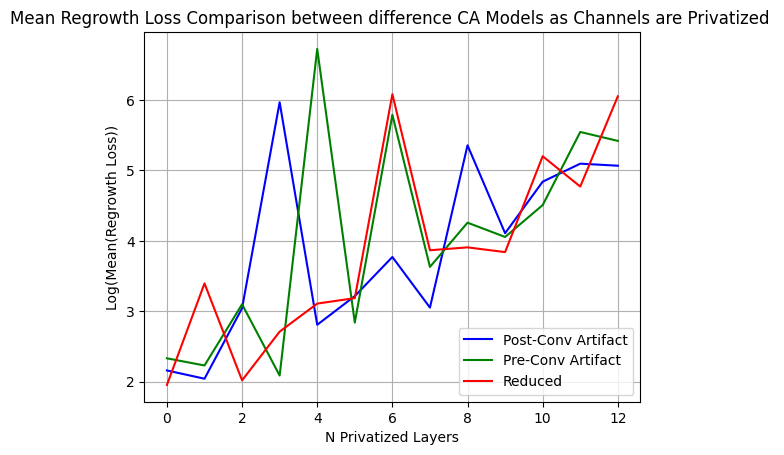 Mean Regrowth Loss Comparison between difference CA Models as Channels are Privatized
Log(Mean(Regrowth Loss))
6
5
4
3
2
Post-Conv Artifact
Pre-Conv Artifact
Reduced
0 2 4 6 8 10 12
N Privatized Layers